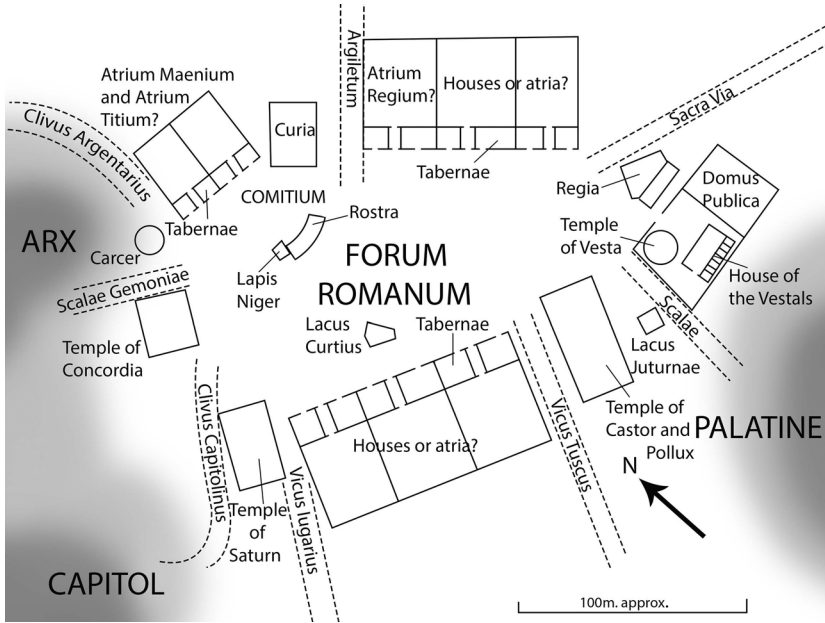 Atrium Maenium
and Atrium
Titium?
Clivus Argentarius
Curia
Argiletum
Atrium
Regium?
Houses or atria?
Tabernae
Sacra Via
Regia
Domus
Publica
Tabernae
COMITIUM
Rostra
ARX
Carcer
Lapis
Niger
FORUM
ROMANUM
Temple
of Vesta
House of
the Vestals
Scalae Gemoniae
Temple of
Concordia
Lacus
Curtius
Tabernae
Scalae
Lacus
Juturnae
Clivus Capitolinus
Houses or atria?
Vicus Tuscus
Temple of
Castor and
Pollux
PALATINE
Temple
of
Saturn
Vicus Iugarius
N
CAPITOL
100m. approx.